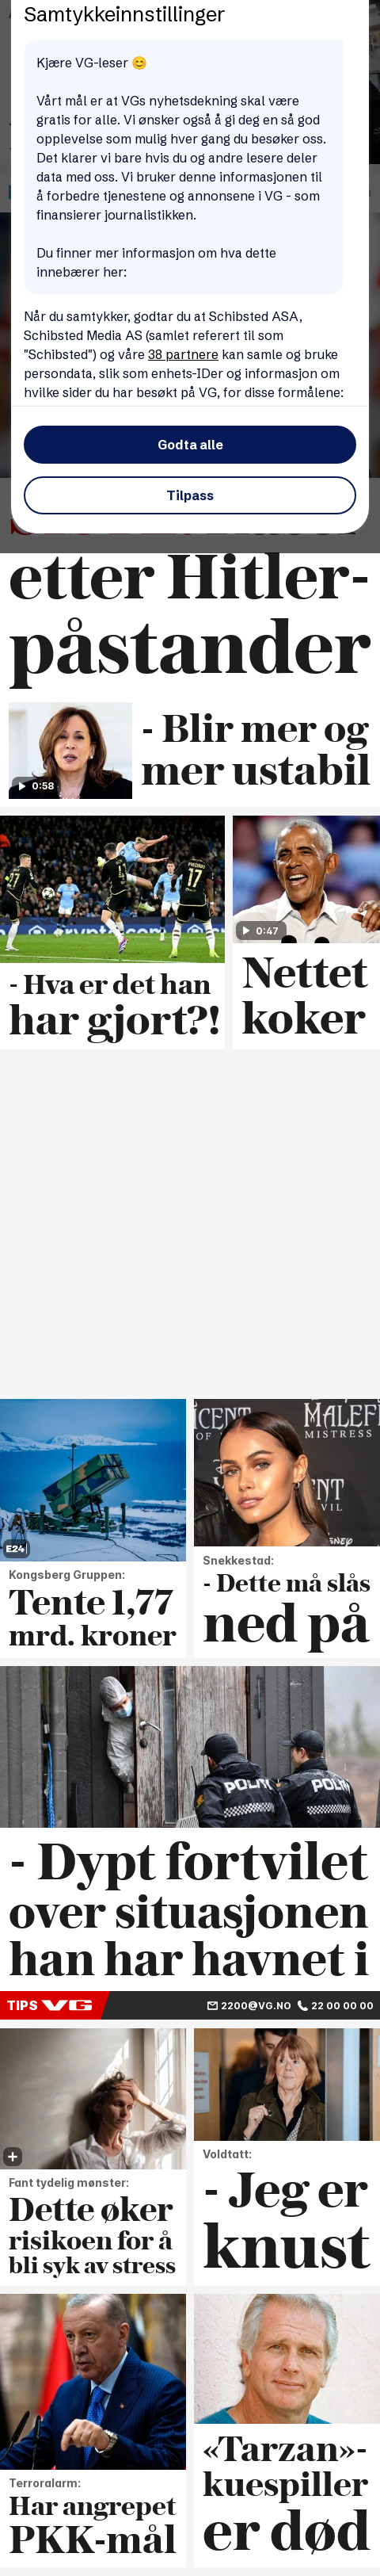 Samtykkeinnstillinger
Kjære VG-leser 😊
Vårt mål er at VGs nyhetsdekning skal være
gratis for alle. Vi ønsker også å gi deg en så god
opplevelse som mulig hver gang du besøker oss.
Det klarer vi bare hvis du og andre lesere deler
data med oss. Vi bruker denne informasjonen til
å forbedre tjenestene og annonsene i VG - som
finansierer journalistikken.
Du finner mer informasjon om hva dette
innebærer her:
Når du samtykker, godtar du at Schibsted ASA,
Schibsted Media AS (samlet referert til som
"Schibsted") og våre 38 partnere kan samle og bruke
persondata, slik som enhets-IDer og informasjon om
hvilke sider du har besøkt på VG, for disse formålene:
Godta alle
Tilpass
etter Hitler-
påstander
0:58
- Blir mer og
mer ustabil
- Hva er det han
har gjort?!
0:47
Nettet
koker
E24
Kongsberg Gruppen:
Tente 1,77
mrd. kroner
MALEFI
MISTRESS
Snekkestad:
- Dette må slås
ned på
POLITI
- Dypt fortvilet
over situasjonen
han har havnet i
TIPS VG 2200@VG.NO 22 00 00 00
Fant tydelig mønster:
Dette øker
risikoen for å
bli syk av stress
Voldtatt:
- Jeg er
knust
Terroralarm:
Har angrepet
PKK-mål
«Tarzan»-
kuespiller
er død